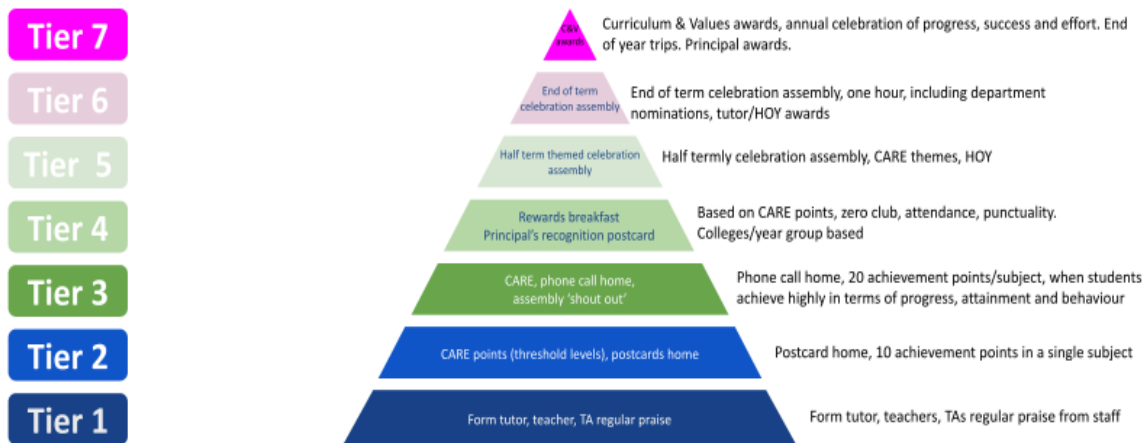 Tier 7
C&V
awards
Curriculum & Values awards, annual celebration of progress, success and effort. End
of year trips. Principal awards.
Tier 6
End of term
celebration assembly
End of term celebration assembly, one hour, including department
nominations, tutor/HOY awards
Tier 5
Half term themed celebration
assembly
Half termly celebration assembly, CARE themes, HOY
Tier 4
Rewards breakfast
Principal's recognition postcard
Based on CARE points, zero club, attendance, punctuality.
Colleges/year group based
Tier 3
CARE, phone call home,
assembly 'shout out'
Phone call home, 20 achievement points/subject, when students
achieve highly in terms of progress, attainment and behaviour
Tier 2
CARE points (threshold levels), postcards home
Postcard home, 10 achievement points in a single subject
Tier 1
Form tutor, teacher, TA regular praise
Form tutor, teachers, TAs regular praise from staff